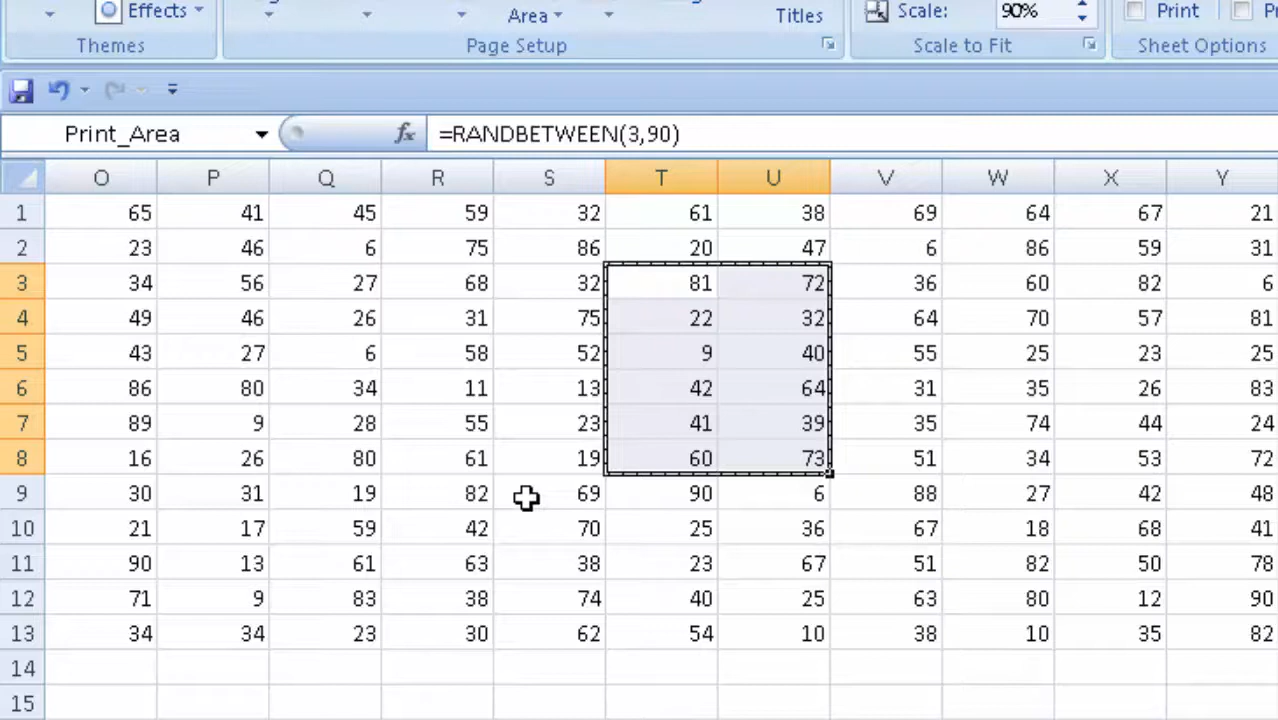 Effects
Area
Titles
Scale:
90%
Print
Themes
Page Setup
Scale to Fit
Sheet Options
Print_Area
fx
=RANDBETWEEN(3,90)
O P Q R S T U V W X Y
1 65 41 45 59 32 61 38 69 64 67 21
2 23 46 6 75 86 20 47 6 86 59 31
3 34 56 27 68 32 81 72 36 60 82 6
4 49 46 26 31 75 22 32 64 70 57 81
5 43 27 6 58 52 9 40 55 25 23 25
6 86 80 34 11 13 42 64 31 35 26 83
7 89 9 28 55 23 41 39 35 74 44 24
8 16 26 80 61 19 60 73 51 34 53 72
9 30 31 19 82 69 90 6 88 27 42 48
10 21 17 59 42 70 25 36 67 18 68 41
11 90 13 61 63 38 23 67 51 82 50 78
12 71 9 83 38 74 40 25 63 80 12 90
13 34 34 23 30 62 54 10 38 10 35 82
14
15